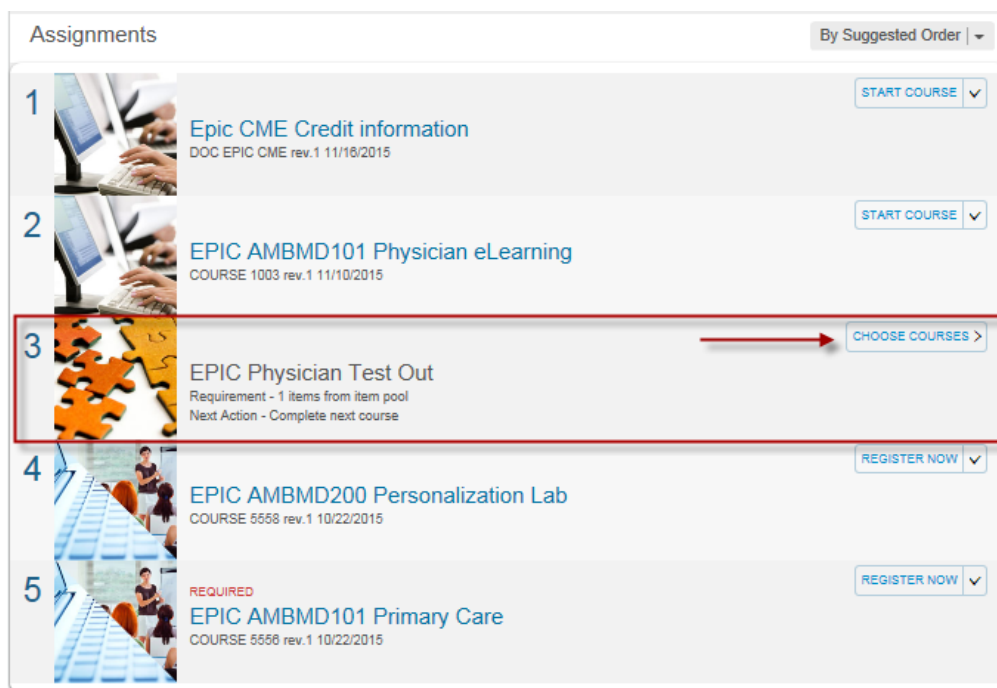 Assignments
By Suggested Order
1
START COURSE
Epic CME Credit information
DOC EPIC CME rev.1 11/16/2015
2
START COURSE
EPIC AMBMD101 Physician eLearning
COURSE 1003 rev.1 11/10/2015
3
CHOOSE COURSES >
EPIC Physician Test Out
Requirement - 1 items from item pool
Next Action - Complete next course
4
REGISTER NOW
EPIC AMBMD200 Personalization Lab
COURSE 5558 rev.1 10/22/2015
5
REGISTER NOW
REQUIRED
EPIC AMBMD101 Primary Care
COURSE 5556 rev.1 10/22/2015